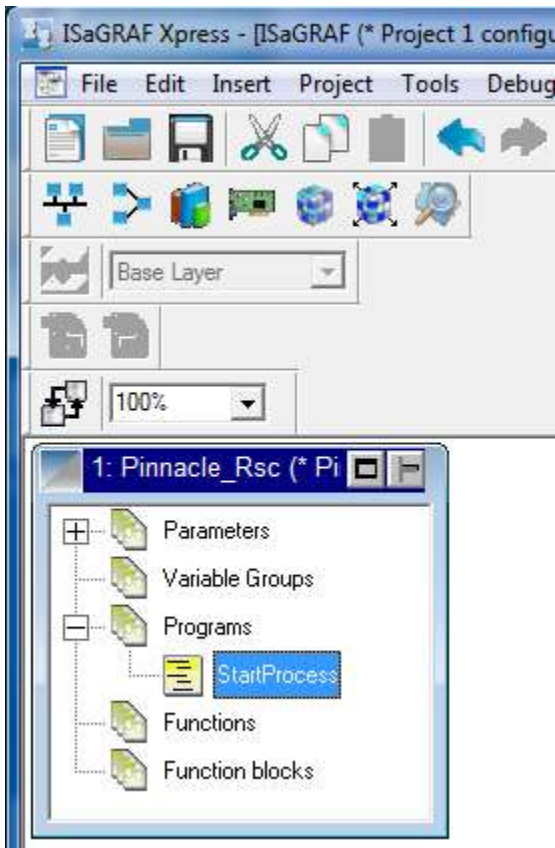 ISaGRAF Xpress - [ISaGRAF (* Project 1 configu
File Edit Insert Project Tools Debug
Base Layer
100%
1: Pinnacle_Rsc (* Pi
Parameters
Variable Groups
Programs
StartProcess
Functions
Function blocks